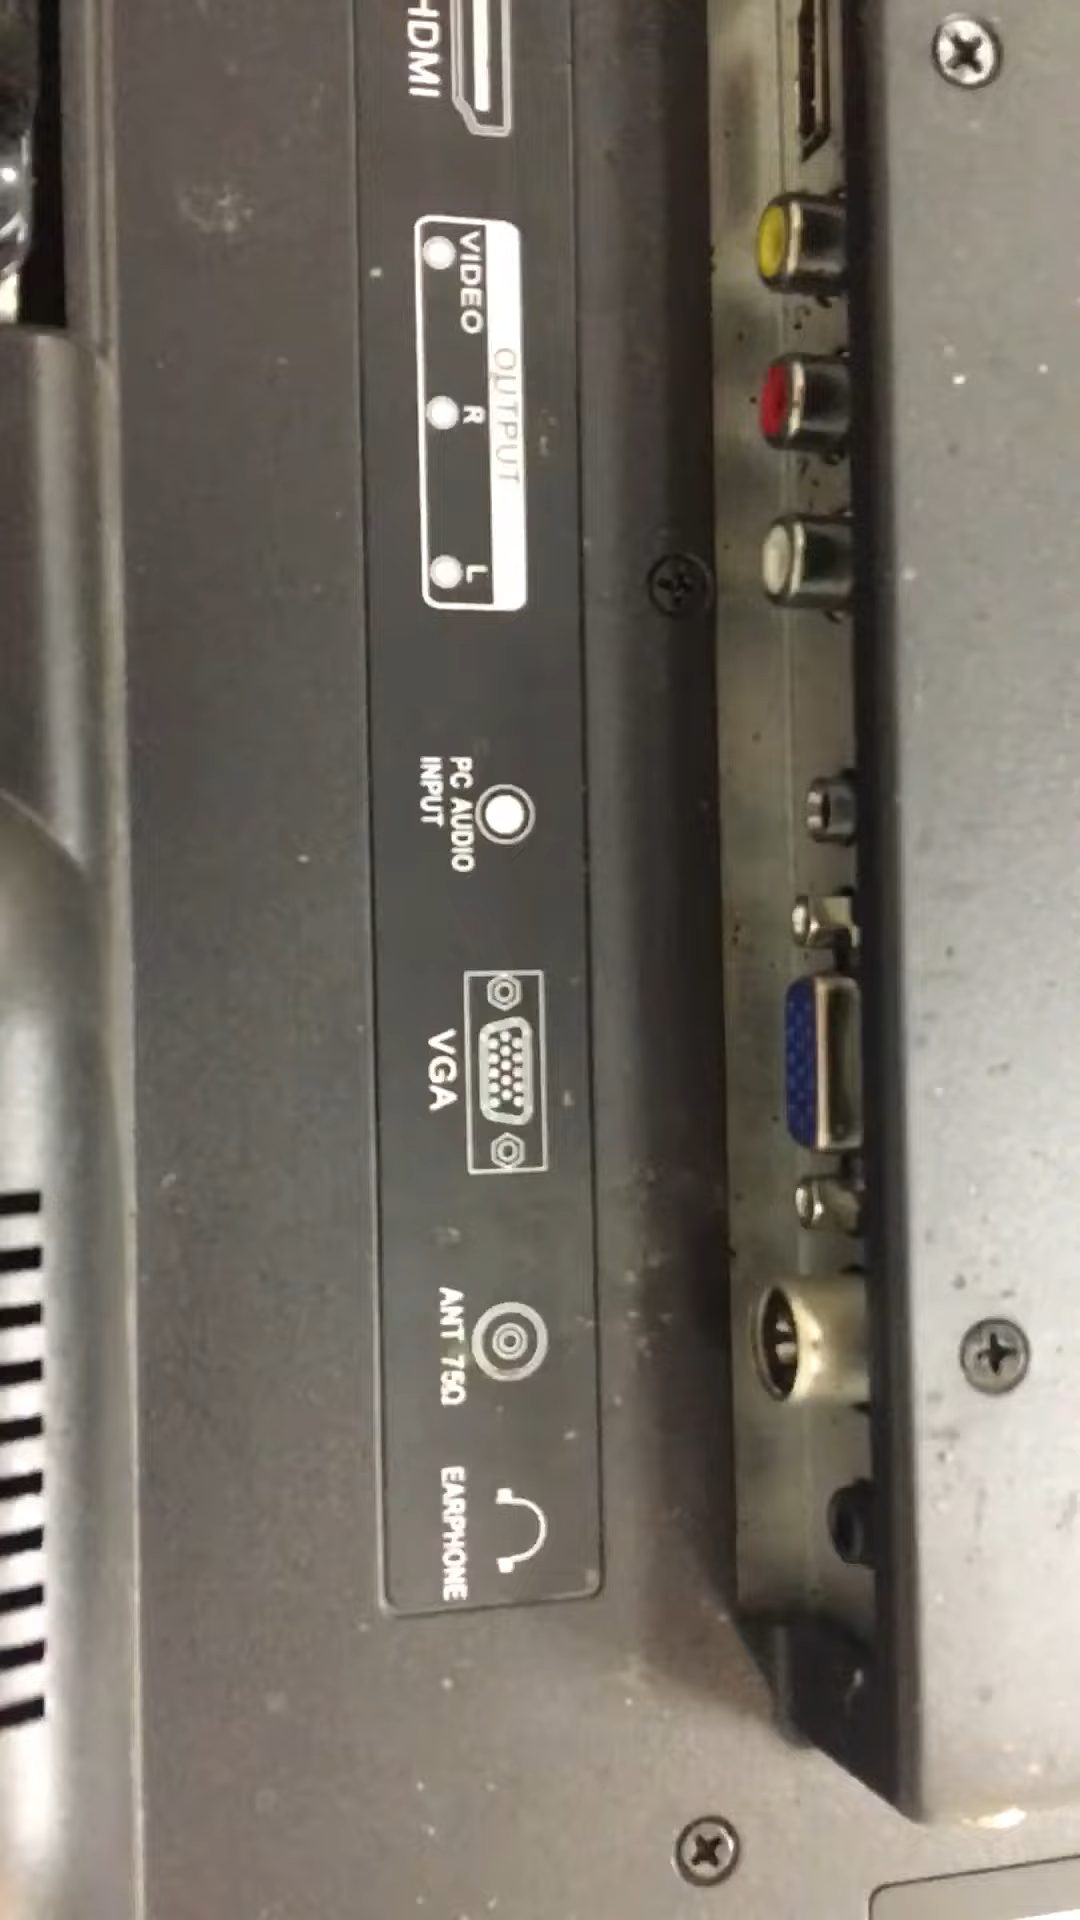 HDMI
OUTPUT
VIDEO
R
L
PC AUDIO
INPUT
VGA
ANT 75Ω
EARPHONE